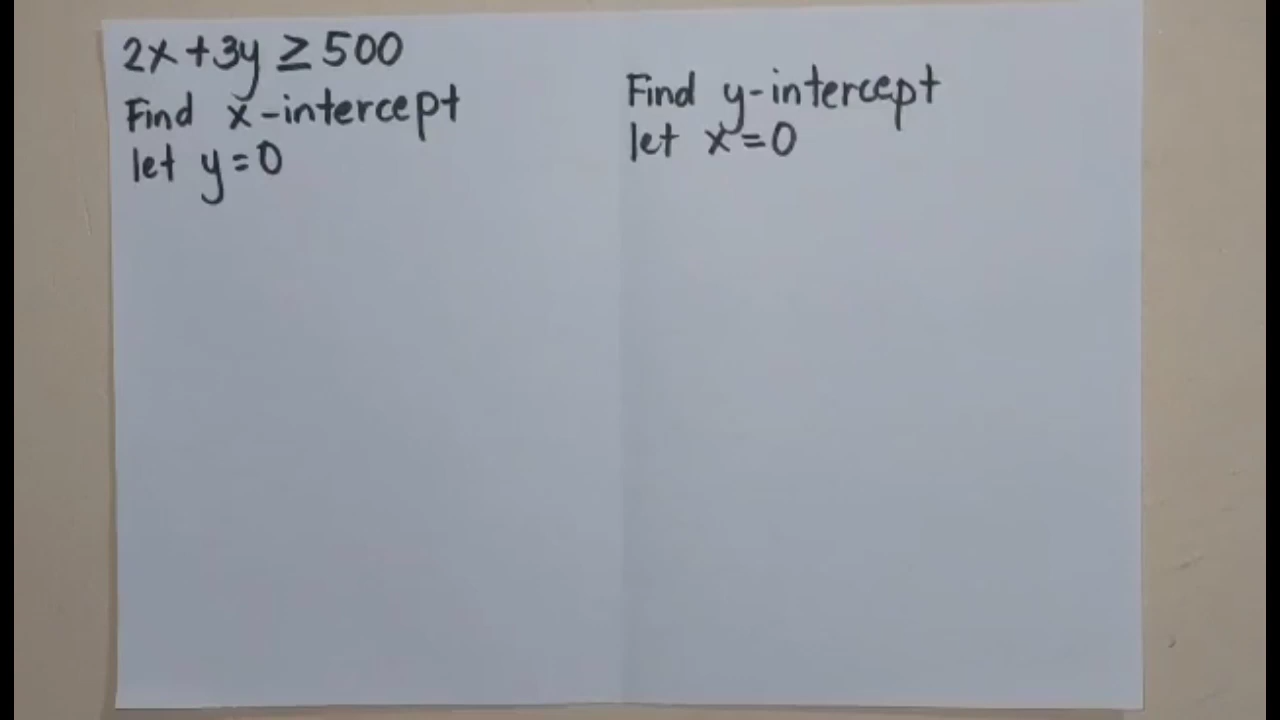 2x+3y ≥ 500
Find x-intercept
let y=0
Find y-intercept
let x=0